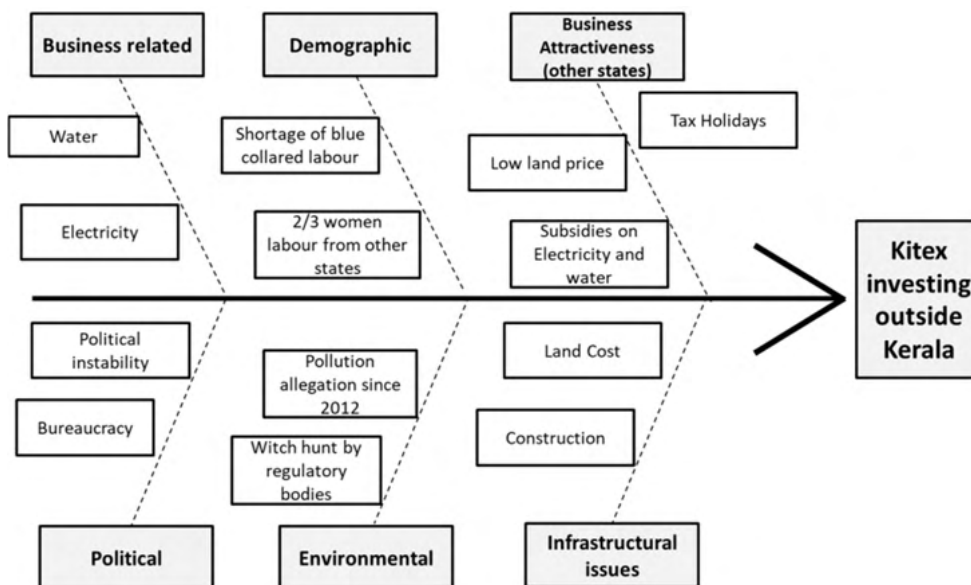 Business related
Demographic
Business
Attractiveness
(other states)
Water
Shortage of blue
collared labour
Tax Holidays
Low land price
Electricity
2/3 women
labour from other
states
Subsidies on
Electricity and
water
Kitex
investing
outside
Kerala
Political
instability
Pollution
allegation since
2012
Land Cost
Bureaucracy
Witch hunt by
regulatory
bodies
Construction
Political
Environmental
Infrastructural
issues